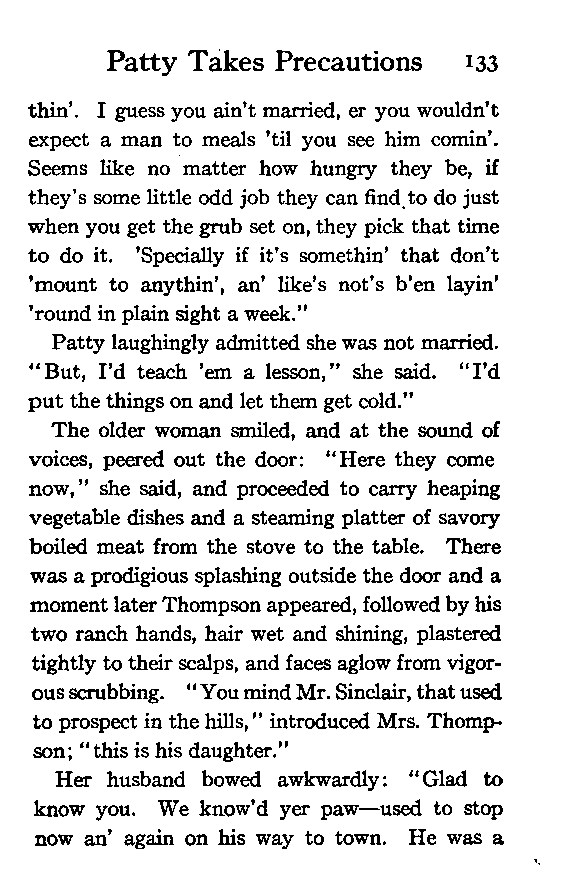 Patty Takes Precautions 133
thin'. I guess you ain't married, er you wouldn't
expect a man to meals 'til you see him comin'.
Seems like no matter how hungry they be, if
they's some little odd job they can find to do just
when you get the grub set on, they pick that time
to do it. 'Specially if it's somethin' that don't
'mount to anythin', an' like's not's b'en layin'
'round in plain sight a week."
Patty laughingly admitted she was not married.
"But, I'd teach 'em a lesson," she said. "I'd
put the things on and let them get cold."
The older woman smiled, and at the sound of
voices, peered out the door: "Here they come
now," she said, and proceeded to carry heaping
vegetable dishes and a steaming platter of savory
boiled meat from the stove to the table. There
was a prodigious splashing outside the door and a
moment later Thompson appeared, followed by his
two ranch hands, hair wet and shining, plastered
tightly to their scalps, and faces aglow from vigor-
ous scrubbing. "You mind Mr. Sinclair, that used
to prospect in the hills," introduced Mrs. Thomp-
son; "this is his daughter."
Her husband bowed awkwardly: "Glad to
know you. We know'd yer paw—used to stop
now an' again on his way to town. He was a